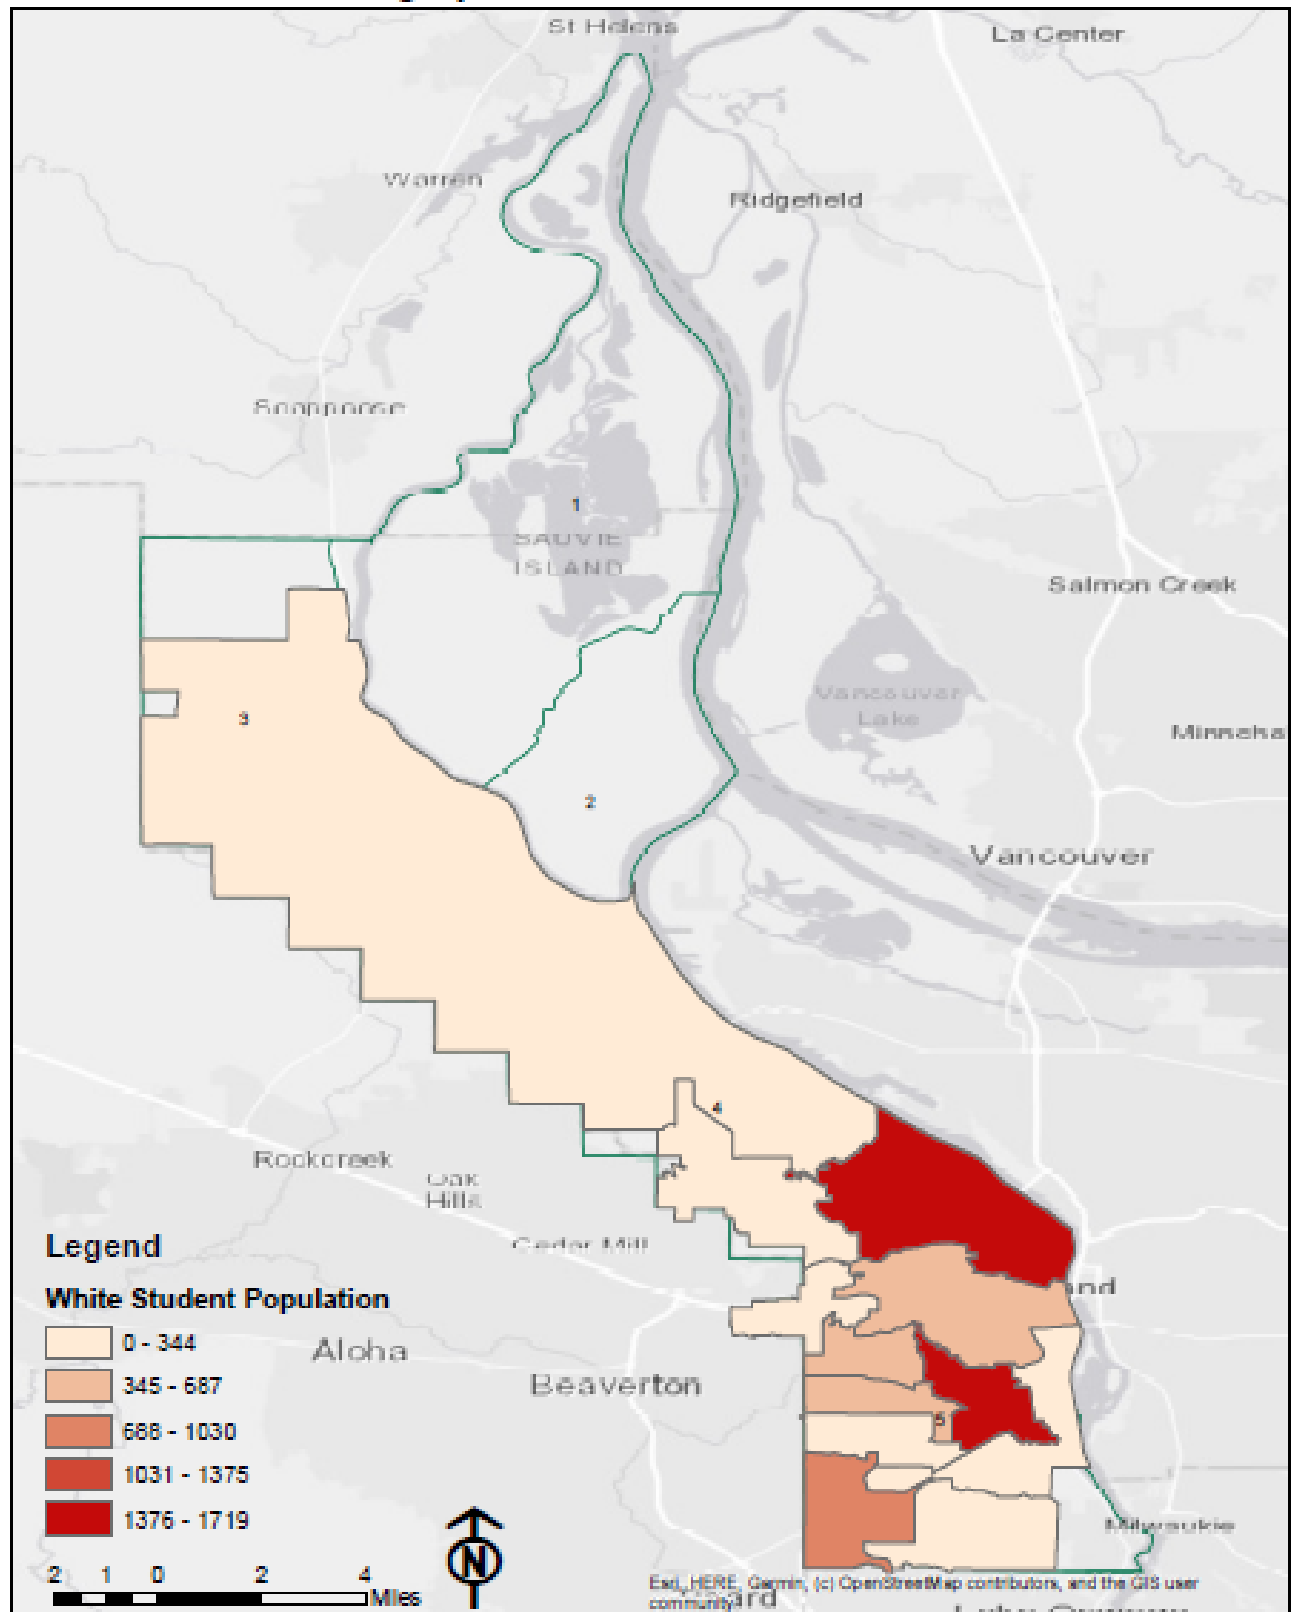 St Helens
La Center
Warren
Ridgefield
Scappoose
1
SAUVIE
ISLAND
Salmon Creek
Vancouver
Lake
3
2
Vancouver
4
Rockcreek
Oak
Hills
Cedar Mill
Legend
White Student Population
0 - 344
345 - 687
688 - 1030
1031 - 1375
1376 - 1719
Aloha
Beaverton
5
Milwaukie
2 1 0 2 4
Miles
N
Esri, HERE, Garmin, (c) OpenStreetMap contributors, and the GIS user
community